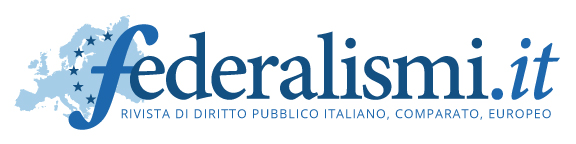 federalismi.it
RIVISTA DI DIRITTO PUBBLICO ITALIANO, COMPARATO, EUROPEO